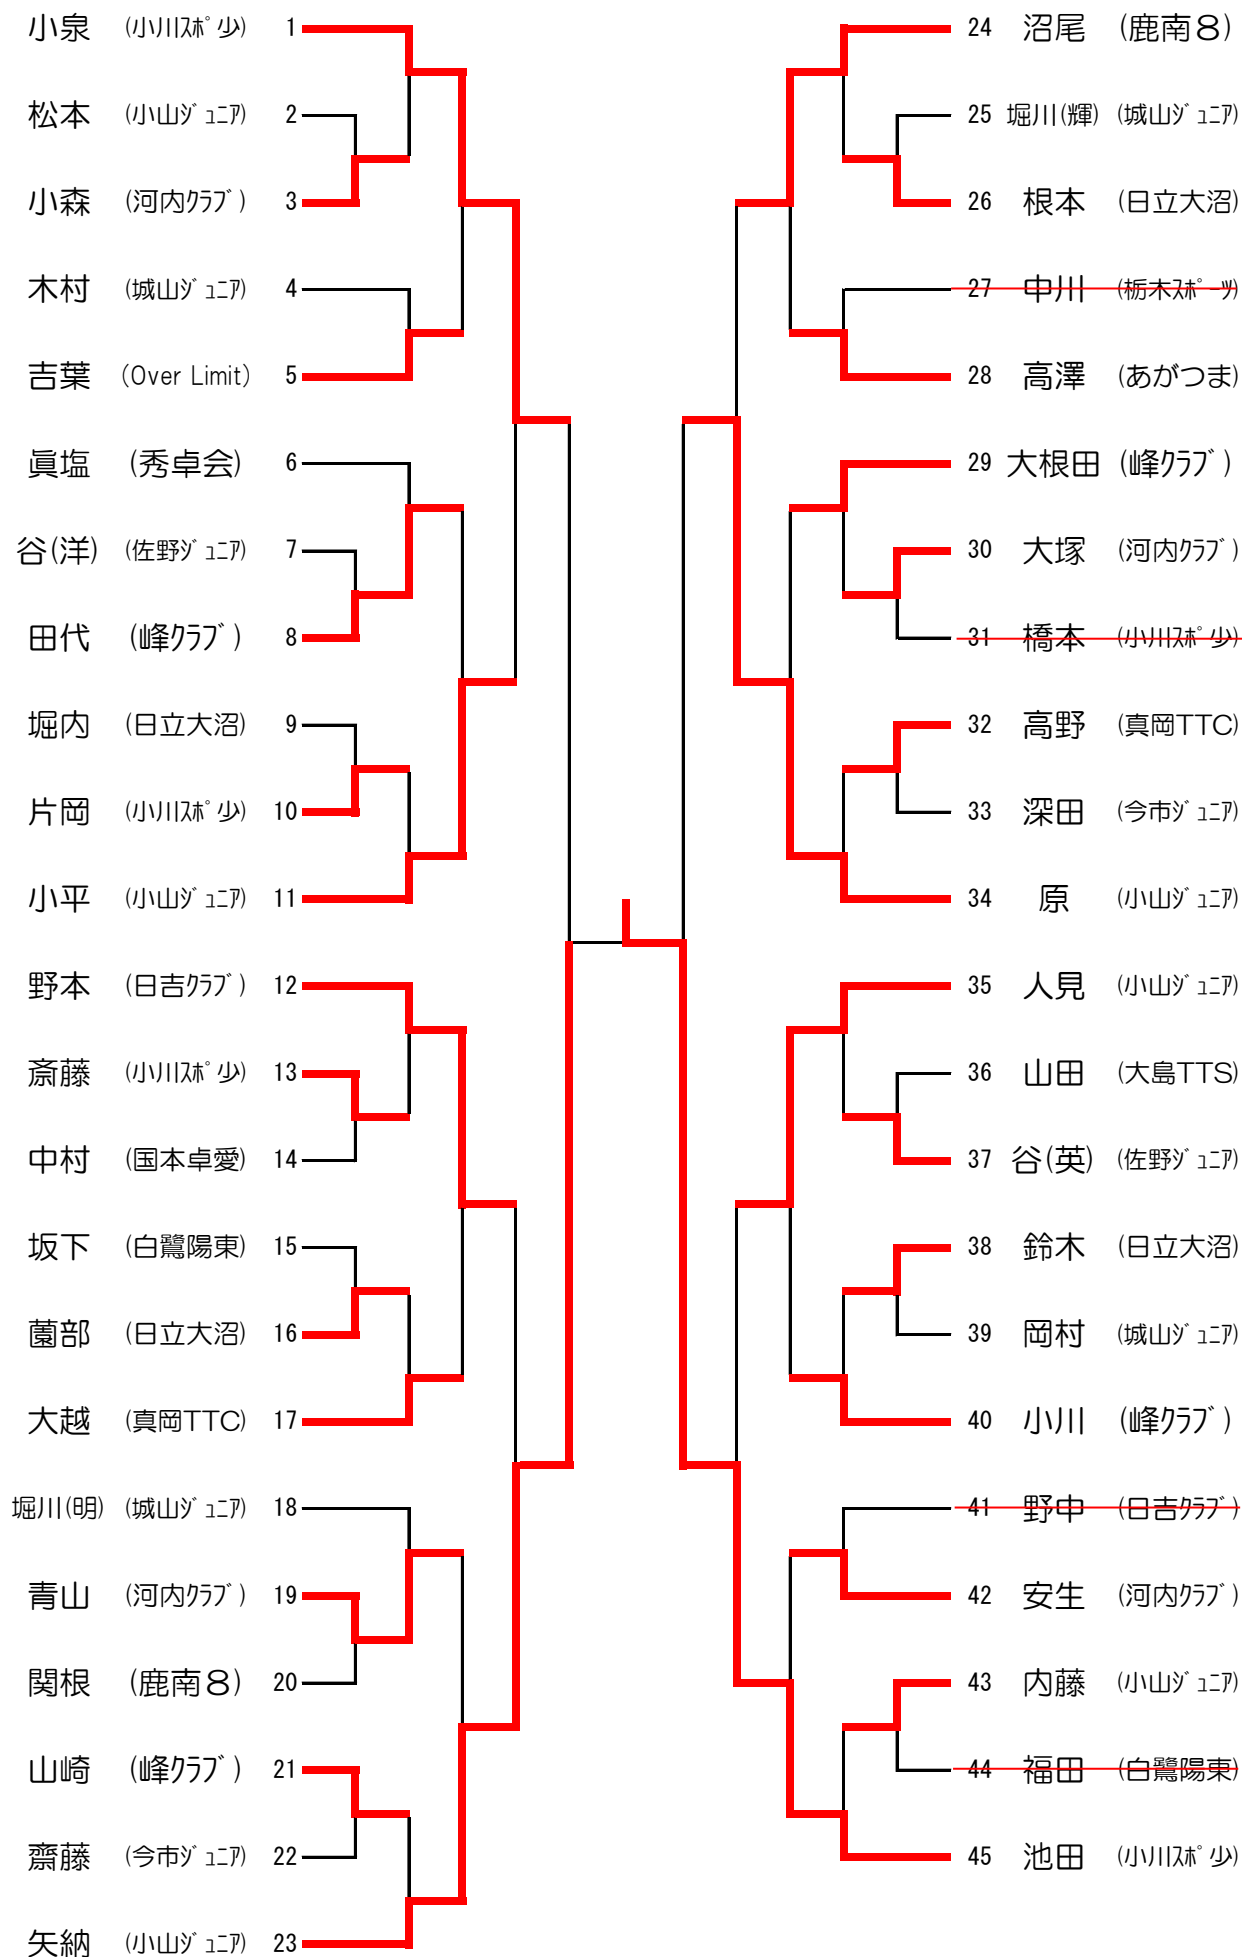 小泉 (小川スポ少) 1
松本 (小山ジュニア) 2
小森 (河内クラブ) 3
木村 (城山ジュニア) 4
吉葉 (Over Limit) 5
眞塩 (秀卓会) 6
谷(洋) (佐野ジュニア) 7
田代 (峰クラブ) 8
堀内 (日立大沼) 9
片岡 (小川スポ少) 10
小平 (小山ジュニア) 11
野本 (日吉クラブ) 12
斎藤 (小川スポ少) 13
中村 (国本卓愛) 14
坂下 (白鷺陽東) 15
薗部 (日立大沼) 16
大越 (真岡TTC) 17
堀川(明) (城山ジュニア) 18
青山 (河内クラブ) 19
関根 (鹿南8) 20
山崎 (峰クラブ) 21
齋藤 (今市ジュニア) 22
矢納 (小山ジュニア) 23
24 沼尾 (鹿南8)
25 堀川(輝) (城山ジュニア)
26 根本 (日立大沼)
27 中川 (栃木スポーツ)
28 高澤 (あがつま)
29 大根田 (峰クラブ)
30 大塚 (河内クラブ)
31 橋本 (小川スポ少)
32 高野 (真岡TTC)
33 深田 (今市ジュニア)
34 原 (小山ジュニア)
35 人見 (小山ジュニア)
36 山田 (大島TTS)
37 谷(英) (佐野ジュニア)
38 鈴木 (日立大沼)
39 岡村 (城山ジュニア)
40 小川 (峰クラブ)
41 野中 (日吉クラブ)
42 安生 (河内クラブ)
43 内藤 (小山ジュニア)
44 福田 (白鷺陽東)
45 池田 (小川スポ少)